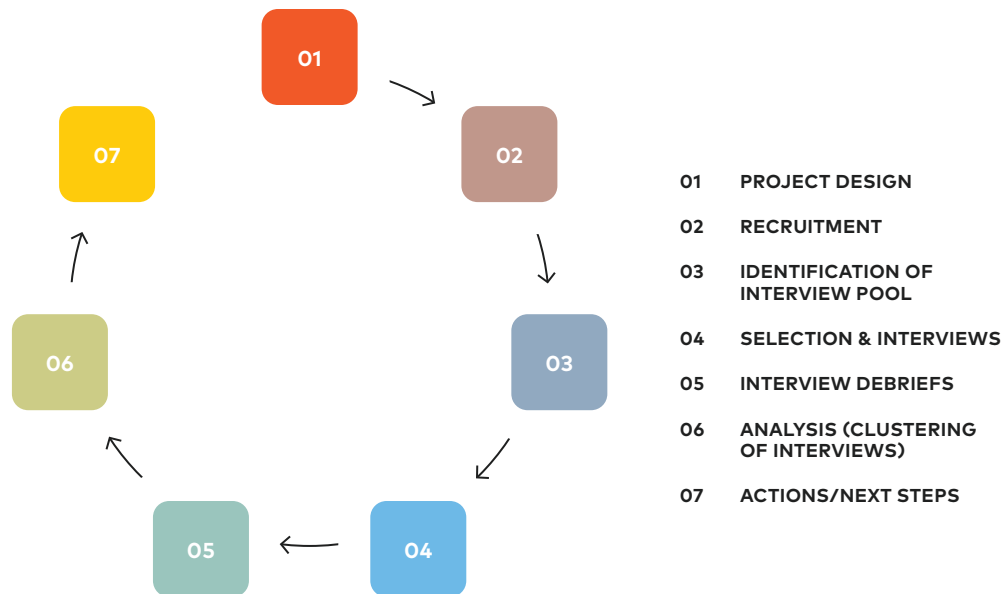 01
02
03
04
05
06
07
01 PROJECT DESIGN
02 RECRUITMENT
03 IDENTIFICATION OF
INTERVIEW POOL
04 SELECTION & INTERVIEWS
05 INTERVIEW DEBRIEFS
06 ANALYSIS (CLUSTERING
OF INTERVIEWS)
07 ACTIONS/NEXT STEPS